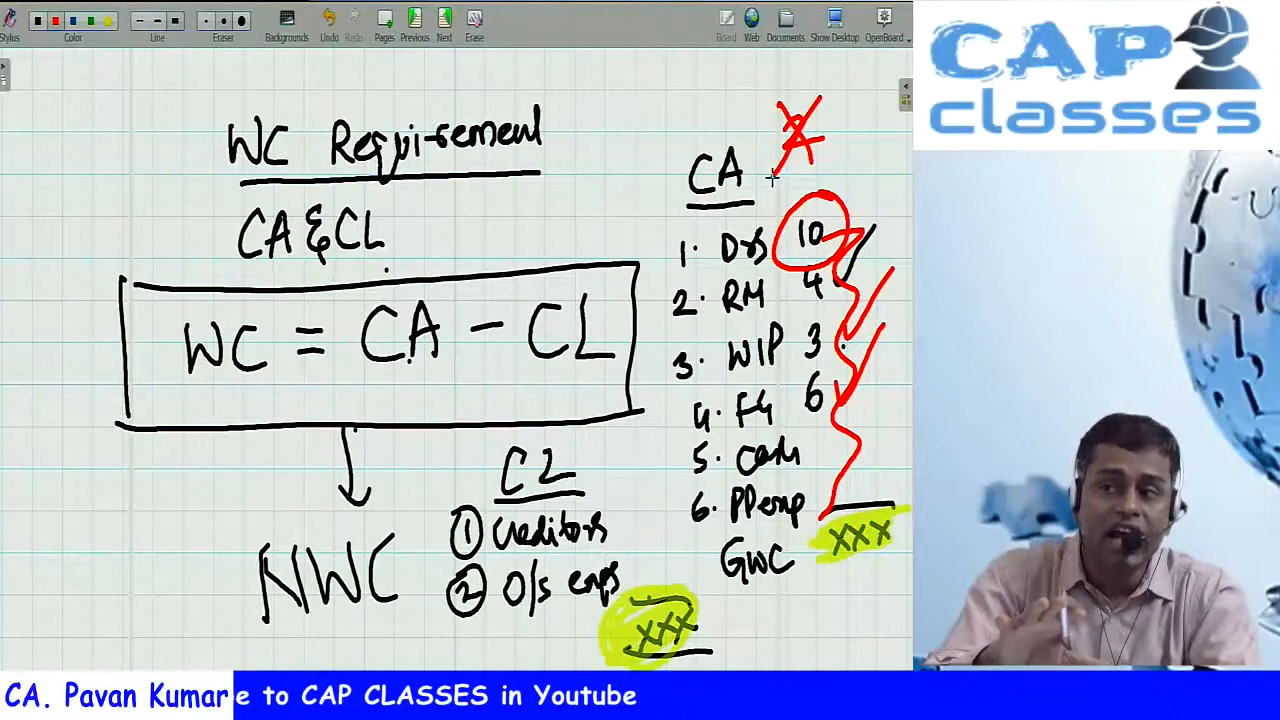 Stylus
Color
Line
Eraser
Backgrounds
Undo
Redo
Pages
Previous
Next
Erase
Board
Web
Documents
Show Desktop
OpenBoard
CAP
classes
WC Requirement
CA & CL
WC = CA - CL
NWC
CL
① Creditors
② O/s exps
XXX
CA
1. Drs 10
2. RM 4
3. WIP 3
4. FG 6
5. Cash
6. PPexp
GWC XXX
CA. Pavan Kumar
e to CAP CLASSES in Youtube